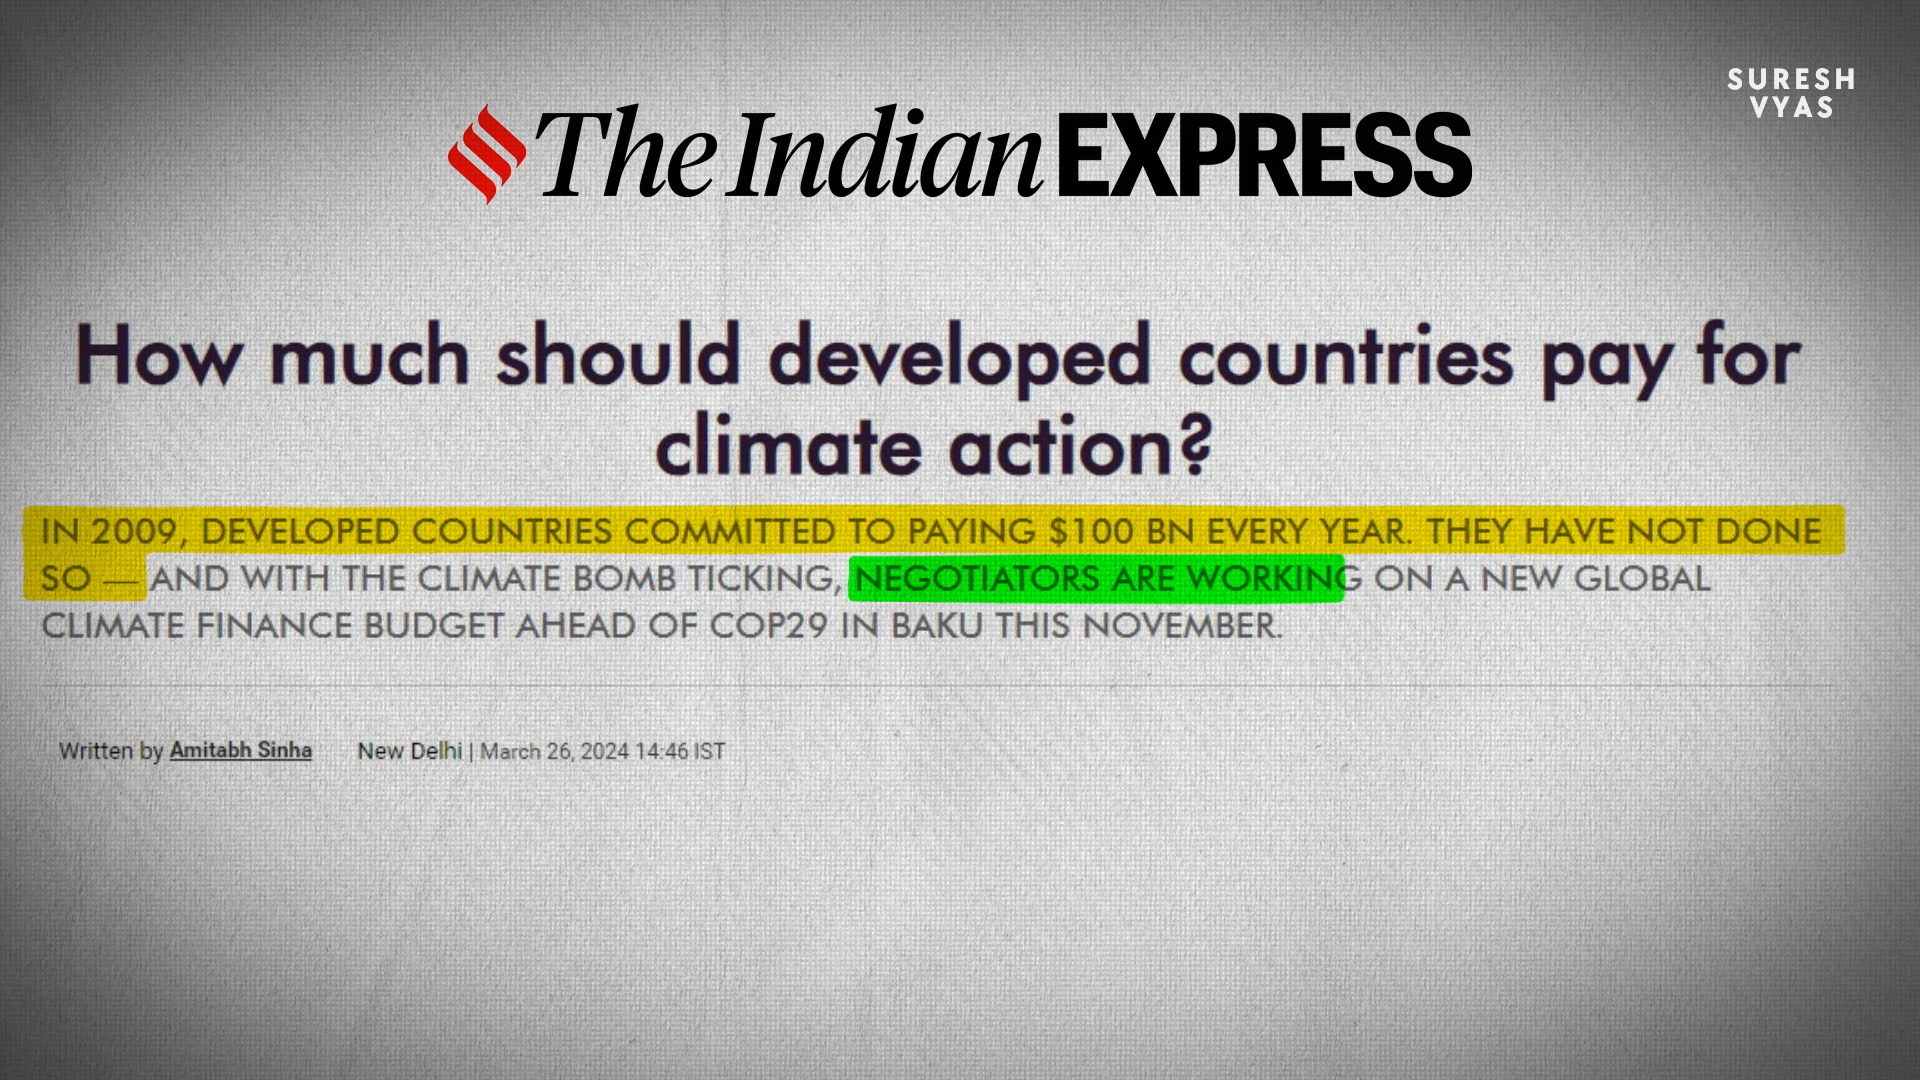 SURESH
VYAS
The Indian EXPRESS
How much should developed countries pay for
climate action?
IN 2009, DEVELOPED COUNTRIES COMMITTED TO PAYING $100 BN EVERY YEAR. THEY HAVE NOT DONE
SO — AND WITH THE CLIMATE BOMB TICKING, NEGOTIATORS ARE WORKING ON A NEW GLOBAL
CLIMATE FINANCE BUDGET AHEAD OF COP29 IN BAKU THIS NOVEMBER.
Written by Amitabh Sinha New Delhi | March 26, 2024 14:46 IST